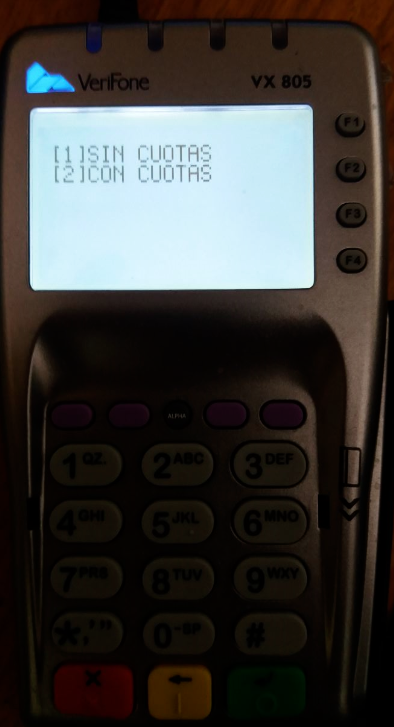 VeriFone VX 805
[1]SIN CUOTAS
[2]CON CUOTAS
F1
F2
F3
F4
ALPHA
1 QZ. 2 ABC 3 DEF
4 GHI 5 JKL 6 MNO
7 PRS 8 TUV 9 WXY
*,'" 0 -SP #